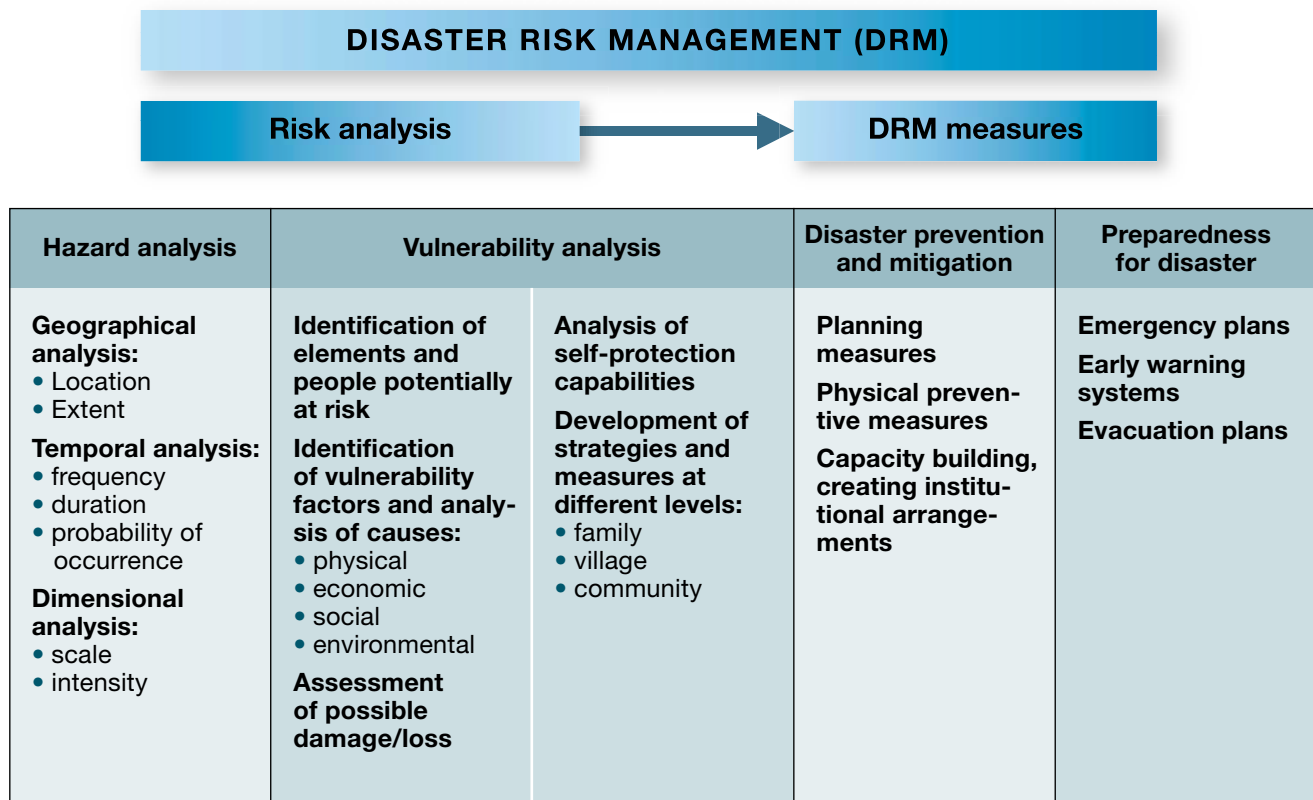 DISASTER RISK MANAGEMENT (DRM)
Risk analysis
DRM measures
Hazard analysis
Vulnerability analysis
Disaster prevention
and mitigation
Preparedness
for disaster
Geographical
analysis:
• Location
• Extent
Temporal analysis:
• frequency
• duration
• probability of
occurrence
Dimensional
analysis:
• scale
• intensity
Identification of
elements and
people potentially
at risk
Identification
of vulnerability
factors and analy-
sis of causes:
• physical
• economic
• social
• environmental
Assessment
of possible
damage/loss
Analysis of
self-protection
capabilities
Development of
strategies and
measures at
different levels:
• family
• village
• community
Planning
measures
Physical preven-
tive measures
Capacity building,
creating institu-
tional arrange-
ments
Emergency plans
Early warning
systems
Evacuation plans